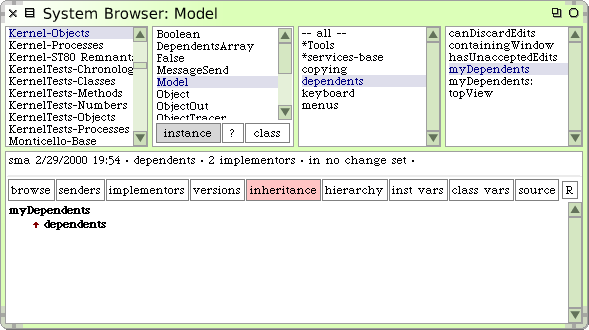 System Browser: Model
Kernel-Objects
Kernel-Processes
Kernel-ST80 Remnants
KernelTests-Chronolog
KernelTests-Classes
KernelTests-Methods
KernelTests-Numbers
KernelTests-Objects
KernelTests-Processes
Monticello-Base
Boolean
DependentsArray
False
MessageSend
Model
Object
ObjectOut
ObjectTracer
instance ? class
-- all --
*Tools
*services-base
copying
dependents
keyboard
menus
canDiscardEdits
containingWindow
hasUnacceptedEdits
myDependents
myDependents:
topView
sma 2/29/2000 19:54 · dependents · 2 implementors · in no change set ·
browse senders implementors versions inheritance hierarchy inst vars class vars source R
myDependents
dependents